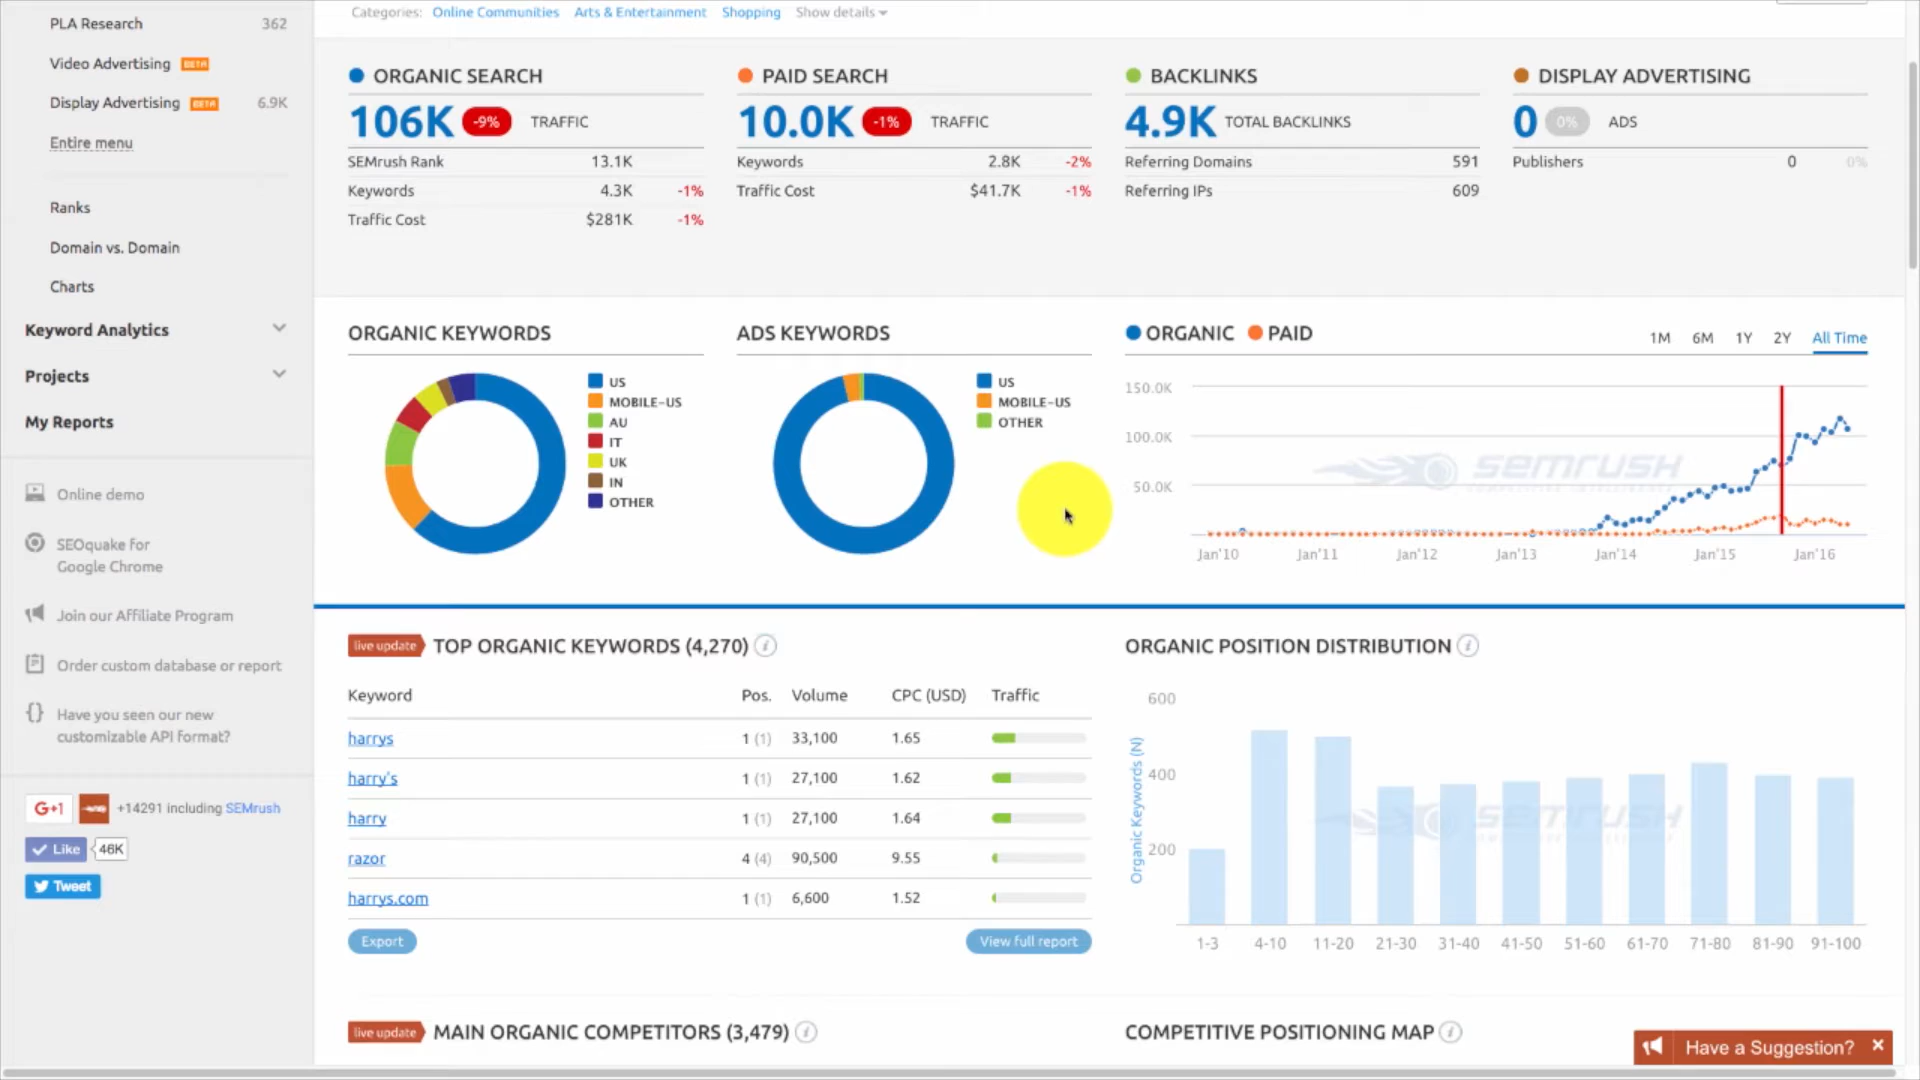 PLA Research 362
Video Advertising BETA
Display Advertising BETA 6.9K
Entire menu
Ranks
Domain vs. Domain
Charts
Keyword Analytics
Projects
My Reports
Online demo
SEOquake for
Google Chrome
Join our Affiliate Program
Order custom database or report
Have you seen our new
customizable API format?
G+1 +14291 including SEMrush
Like 46K
Tweet
Categories: Online Communities Arts & Entertainment Shopping Show details
ORGANIC SEARCH
106K -9% TRAFFIC
SEMrush Rank 13.1K
Keywords 4.3K -1%
Traffic Cost $281K -1%
PAID SEARCH
10.0K -1% TRAFFIC
Keywords 2.8K -2%
Traffic Cost $41.7K -1%
BACKLINKS
4.9K TOTAL BACKLINKS
Referring Domains 591
Referring IPs 609
DISPLAY ADVERTISING
0 0% ADS
Publishers 0 0%
ORGANIC KEYWORDS
US
MOBILE-US
AU
IT
UK
IN
OTHER
ADS KEYWORDS
US
MOBILE-US
OTHER
ORGANIC PAID
1M 6M 1Y 2Y All Time
150.0K
100.0K
50.0K
semrush
Jan'10 Jan'11 Jan'12 Jan'13 Jan'14 Jan'15 Jan'16
live update TOP ORGANIC KEYWORDS (4,270) i
Keyword Pos. Volume CPC (USD) Traffic
harrys 1 (1) 33,100 1.65
harry's 1 (1) 27,100 1.62
harry 1 (1) 27,100 1.64
razor 4 (4) 90,500 9.55
harrys.com 1 (1) 6,600 1.52
Export View full report
ORGANIC POSITION DISTRIBUTION i
Organic Keywords (N)
600
400
200
semrush
1-3 4-10 11-20 21-30 31-40 41-50 51-60 61-70 71-80 81-90 91-100
live update MAIN ORGANIC COMPETITORS (3,479) i
COMPETITIVE POSITIONING MAP i
Have a Suggestion? ×